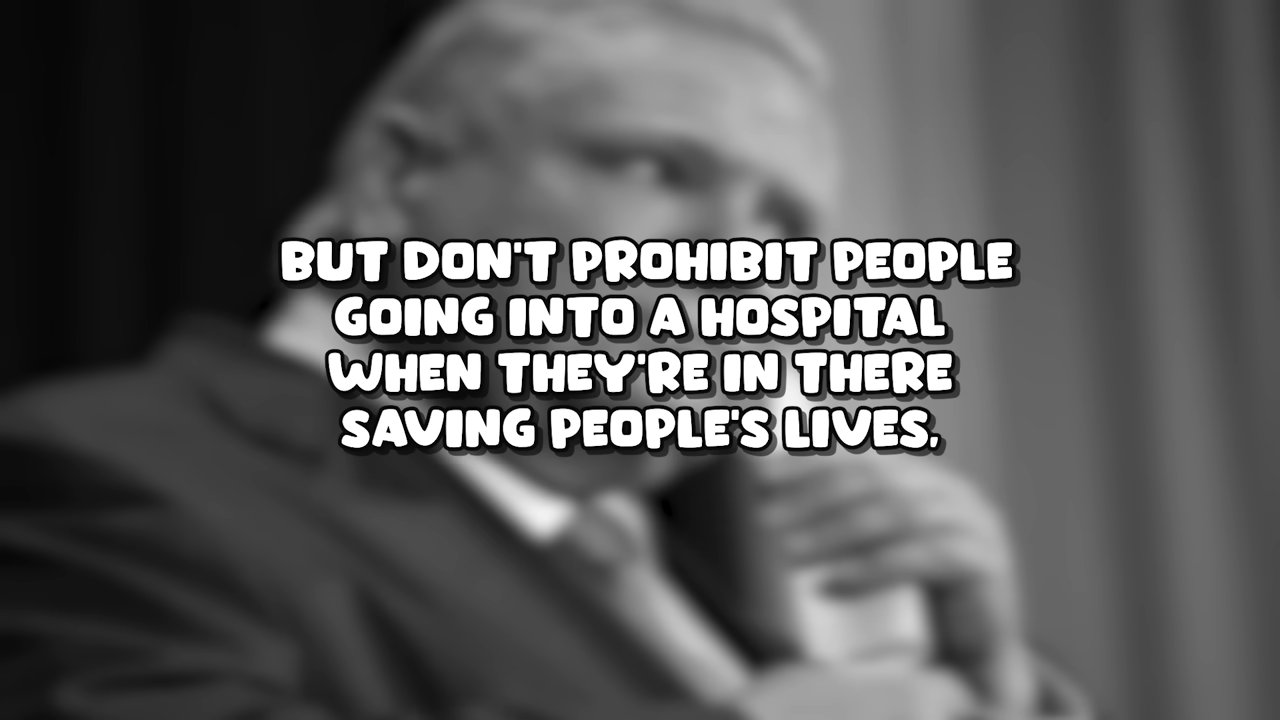 BUT DON'T PROHIBIT PEOPLE
GOING INTO A HOSPITAL
WHEN THEY'RE IN THERE
SAVING PEOPLE'S LIVES,